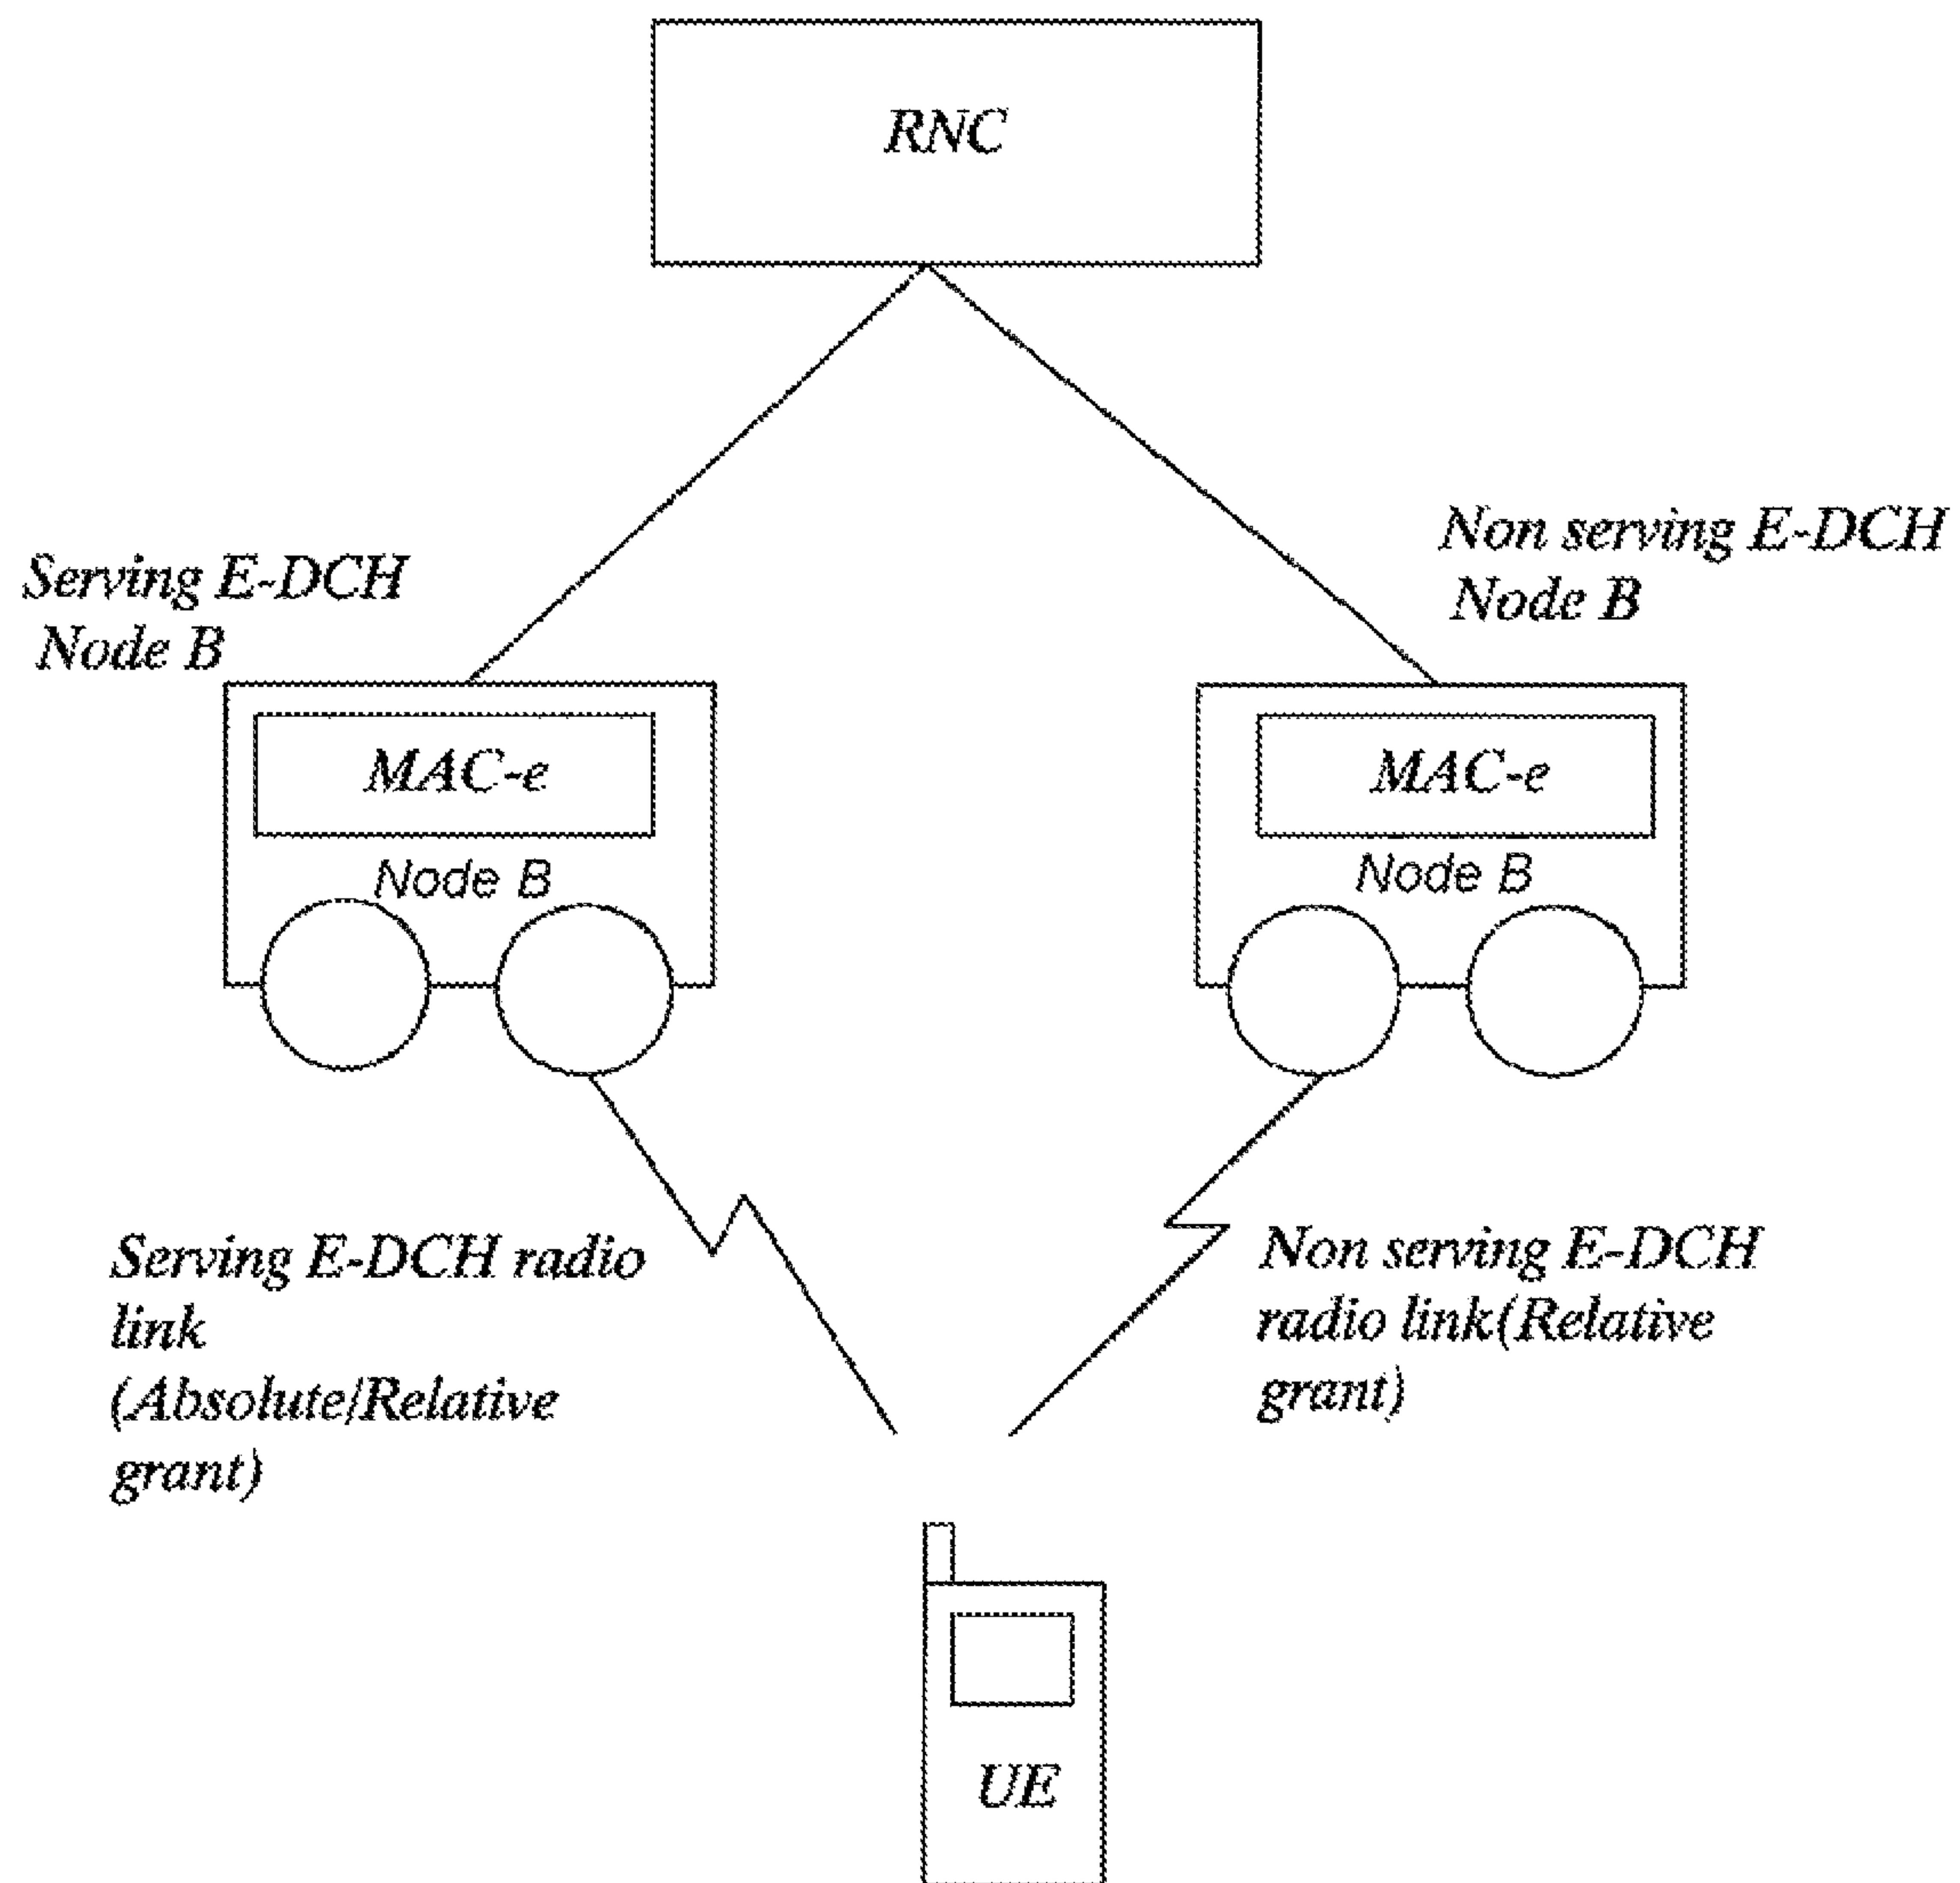 RNC
Serving E-DCH
Node B
Non serving E-DCH
Node B
MAC-e
Node B
MAC-e
Node B
Serving E-DCH radio
link
(Absolute/Relative
grant)
Non serving E-DCH
radio link(Relative
grant)
UE